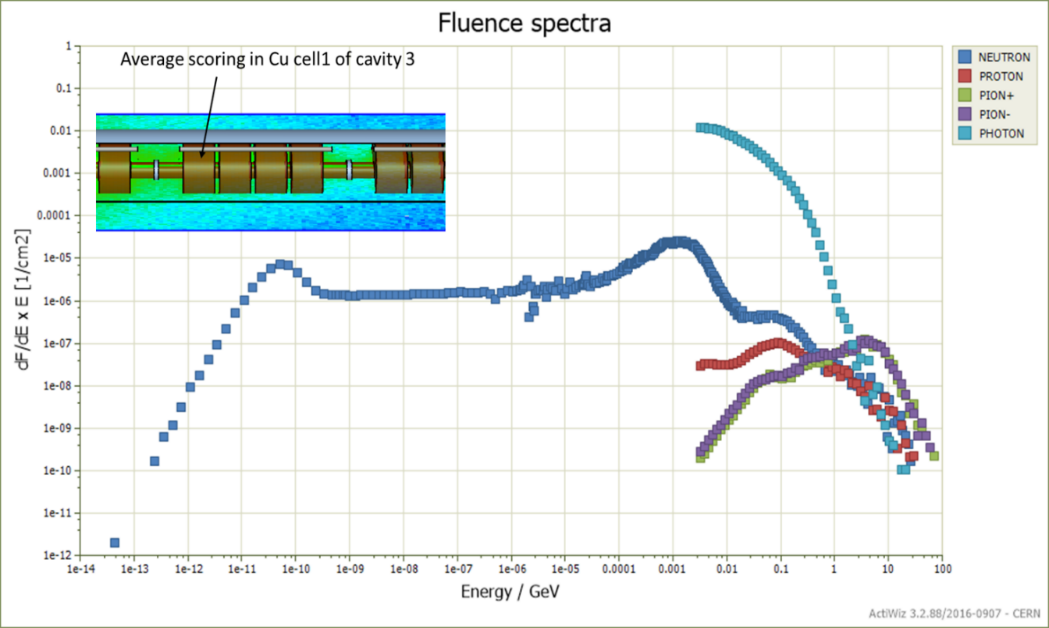 Fluence spectra
Average scoring in Cu cell1 of cavity 3
NEUTRON
PROTON
PION+
PION-
PHOTON
dF/dE x E [1/cm2]
1
0.1
0.01
0.001
0.0001
1e-05
1e-06
1e-07
1e-08
1e-09
1e-10
1e-11
1e-12
1e-14 1e-13 1e-12 1e-11 1e-10 1e-09 1e-08 1e-07 1e-06 1e-05 0.0001 0.001 0.01 0.1 1 10 100
Energy / GeV
ActiWiz 3.2.88/2016-0907 - CERN